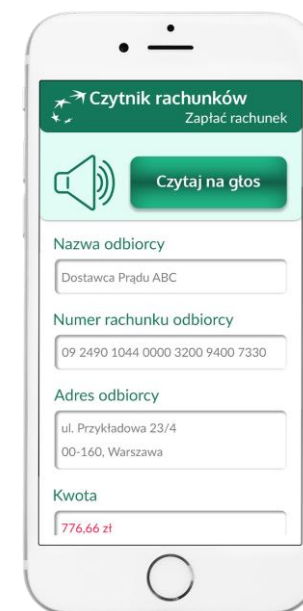 Czytnik rachunków
Zapłać rachunek
Czytaj na głos
Nazwa odbiorcy
Dostawca Prądu ABC
Numer rachunku odbiorcy
09 2490 1044 0000 3200 9400 7330
Adres odbiorcy
ul. Przykładowa 23/4
00-160, Warszawa
Kwota
776,66 zł